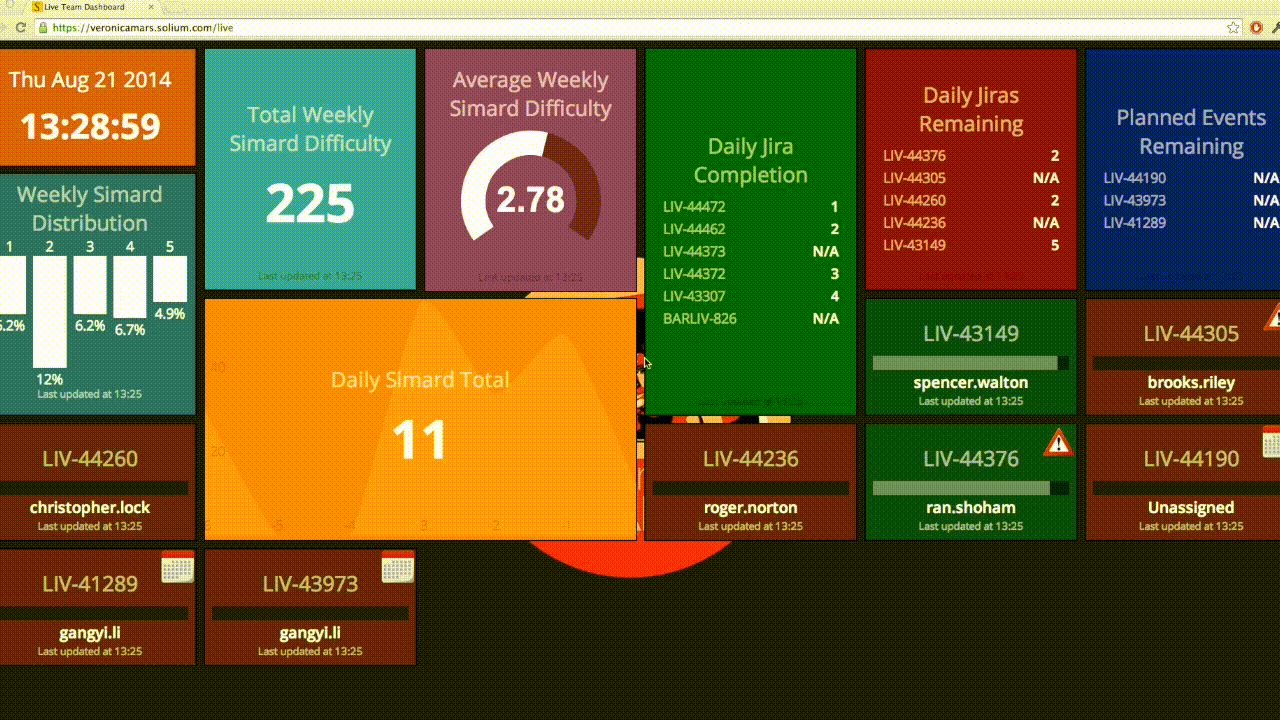 Live Team Dashboard
https://veronicamars.solium.com/live
Thu Aug 21 2014
13:28:59
Total Weekly
Simard Difficulty
225
Last updated at 13:25
Average Weekly
Simard Difficulty
2.78
Last updated at 13:25
Daily Jira
Completion
LIV-44472 1
LIV-44462 2
LIV-44373 N/A
LIV-44372 3
LIV-43307 4
BARLIV-826 N/A
Last updated at 13:25
Daily Jiras
Remaining
LIV-44376 2
LIV-44305 N/A
LIV-44260 2
LIV-44236 N/A
LIV-43149 5
Planned Events
Remaining
LIV-44190 N/A
LIV-43973 N/A
LIV-41289 N/A
Weekly Simard
Distribution
1 2 3 4 5
5.2% 12% 6.2% 6.7% 4.9%
Last updated at 13:25
Daily Simard Total
11
40
20
-5 -4 3 2 -1
LIV-43149
spencer.walton
Last updated at 13:25
LIV-44305
brooks.riley
Last updated at 13:25
LIV-44260
christopher.lock
Last updated at 13:25
LIV-44236
roger.norton
Last updated at 13:25
LIV-44376
ran.shoham
Last updated at 13:25
LIV-44190
Unassigned
Last updated at 13:25
LIV-41289
gangyi.li
Last updated at 13:25
LIV-43973
gangyi.li
Last updated at 13:25